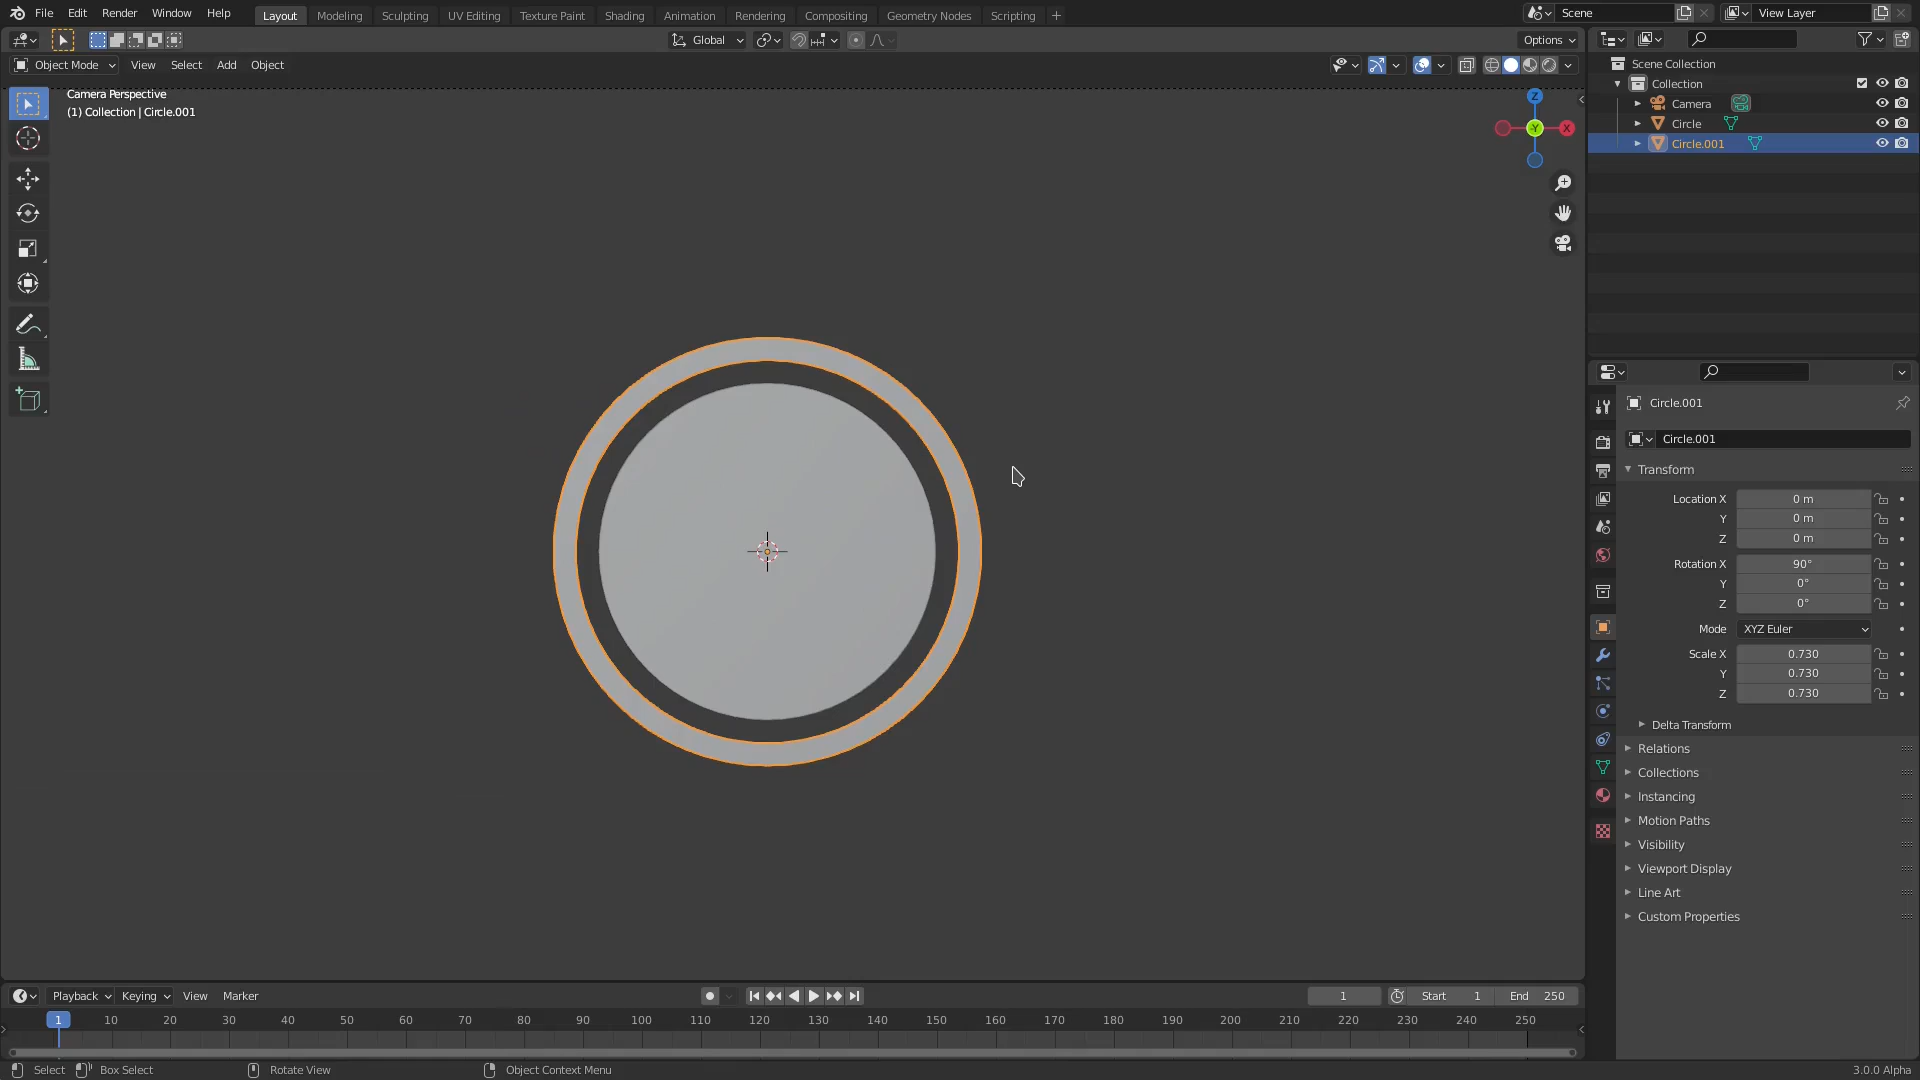 File Edit Render Window Help Layout Modeling Sculpting UV Editing Texture Paint Shading Animation Rendering Compositing Geometry Nodes Scripting + Scene View Layer
Global Options
Object Mode View Select Add Object
Camera Perspective
(1) Collection | Circle.001
Z
Y
X
Scene Collection
Collection
Camera
Circle
Circle.001
Circle.001
Circle.001
Transform
Location X 0 m
Y 0 m
Z 0 m
Rotation X 90°
Y 0°
Z 0°
Mode XYZ Euler
Scale X 0.730
Y 0.730
Z 0.730
Delta Transform
Relations
Collections
Instancing
Motion Paths
Visibility
Viewport Display
Line Art
Custom Properties
Playback Keying View Marker 1 Start 1 End 250
1 10 20 30 40 50 60 70 80 90 100 110 120 130 140 150 160 170 180 190 200 210 220 230 240 250
Select Box Select Rotate View Object Context Menu 3.0.0 Alpha